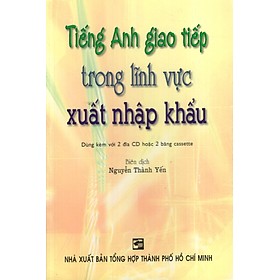 Tiếng Anh giao tiếp
trong lĩnh vực
xuất nhập khẩu
Dùng kèm với 2 đĩa CD hoặc 2 băng cassette
Biên dịch
Nguyễn Thành Yến
NHÀ XUẤT BẢN TỔNG HỢP THÀNH PHỐ HỒ CHÍ MINH